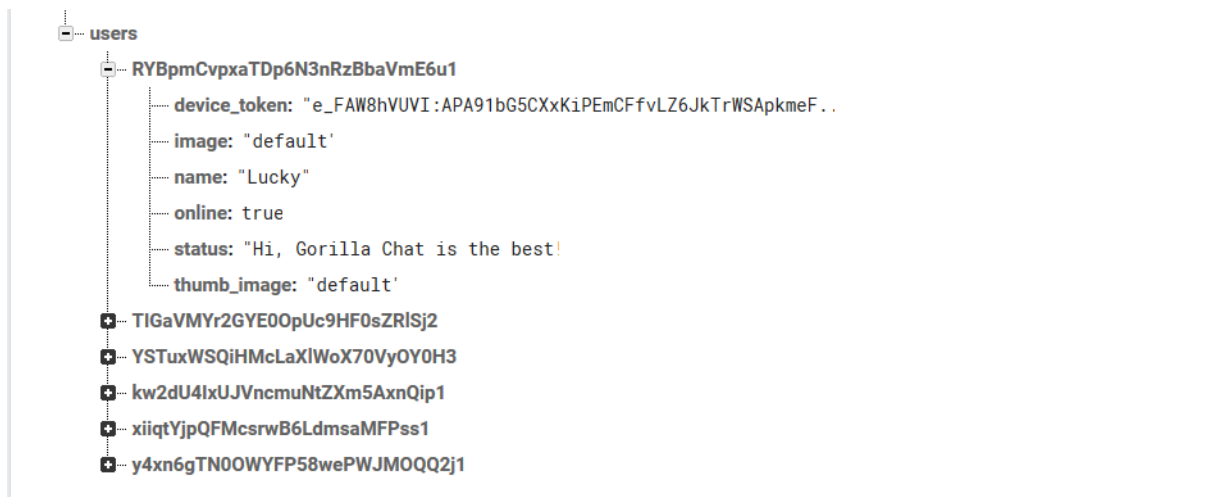 users
RYBpmCvpxaTDp6N3nRzBbaVmE6u1
device_token: "e_FAW8hVUVI:APA91bG5CXxKiPEmCFfvLZ6JkTrWSApkmeF..
image: "default'
name: "Lucky"
online: true
status: "Hi, Gorilla Chat is the best!
thumb_image: "default'
TIGaVMYr2GYE0OpUc9HF0sZRlSj2
YSTuxWSQiHMcLaXlWoX70VyOY0H3
kw2dU4IxUJVncmuNtZXm5AxnQip1
xiiqtYjpQFMcsrwB6LdmsaMFPss1
y4xn6gTN0OWYFP58wePWJMOQQ2j1